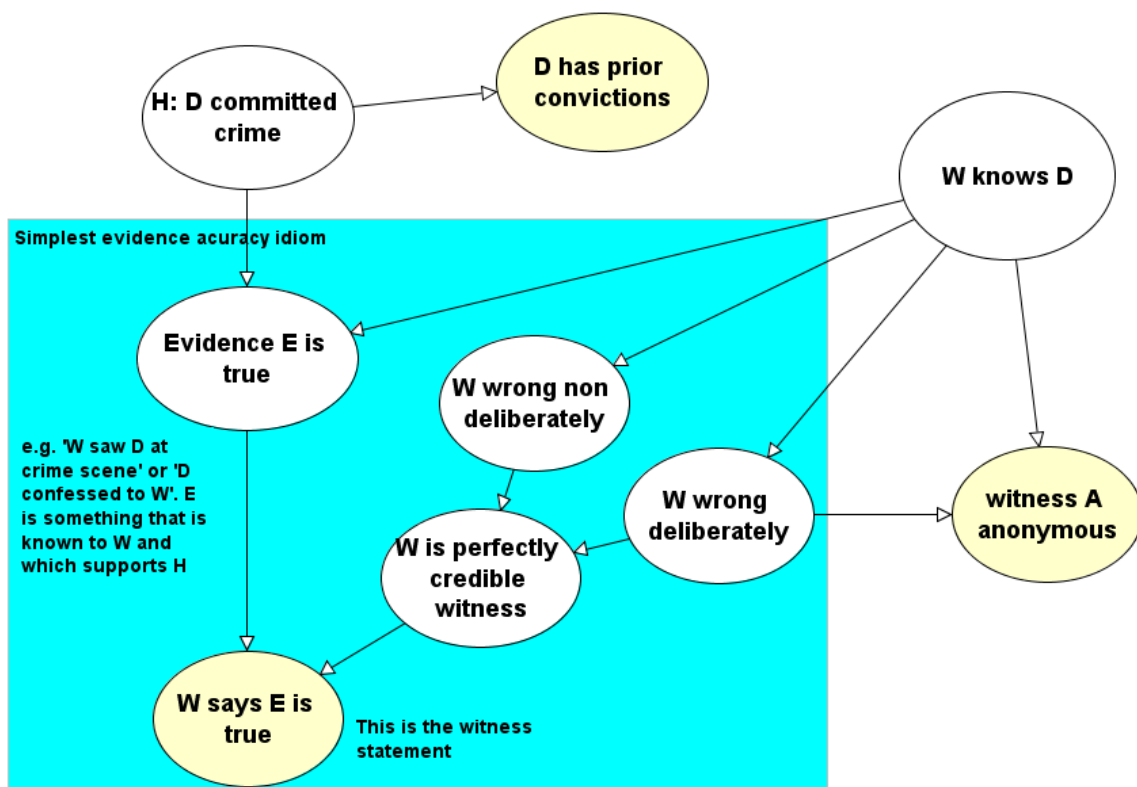 D has prior
convictions
H: D committed
crime
W knows D
Simplest evidence acuracy idiom
Evidence E is
true
W wrong non
deliberately
e.g. 'W saw D at
crime scene' or 'D
confessed to W'. E
is something that is
known to W and
which supports H
W wrong
deliberately
witness A
anonymous
W is perfectly
credible
witness
W says E is
true
This is the witness
statement